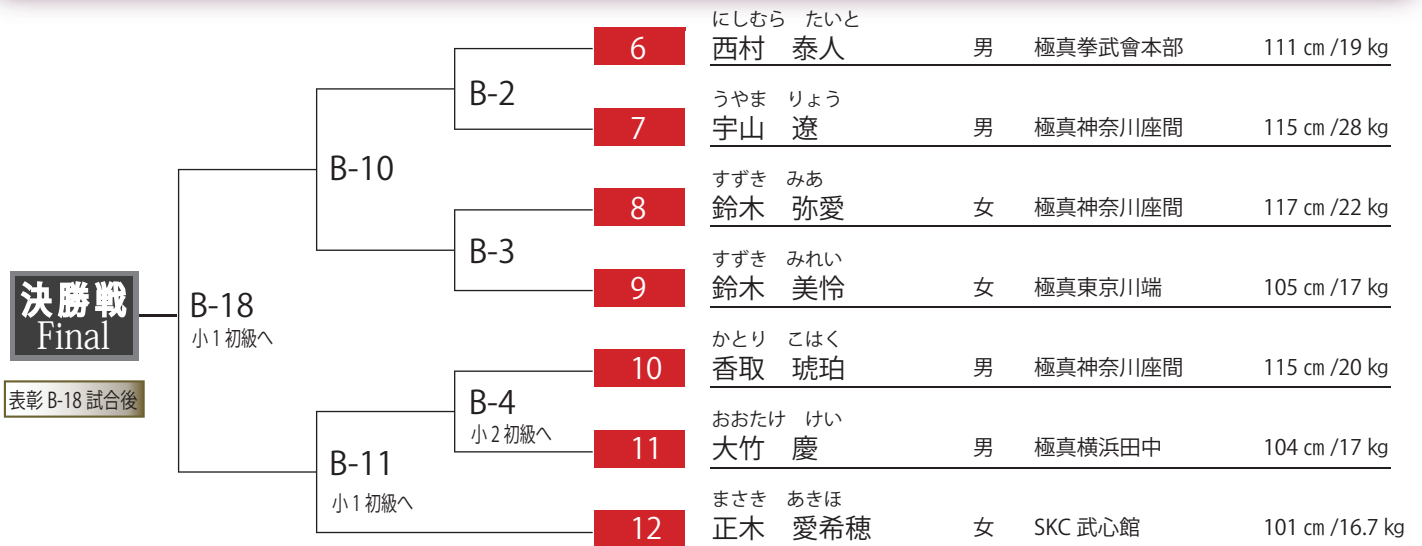 にしむら たいと
6 西村 泰人 男 極真拳武會本部 111 cm /19 kg
B-2
うやま りょう
7 宇山 遼 男 極真神奈川座間 115 cm /28 kg
B-10
すずき みあ
8 鈴木 弥愛 女 極真神奈川座間 117 cm /22 kg
B-3
すずき みれい
9 鈴木 美怜 女 極真東京川端 105 cm /17 kg
決勝戦
Final
B-18
小1初級へ
表彰 B-18 試合後
かとり こはく
10 香取 琥珀 男 極真神奈川座間 115 cm /20 kg
B-4
小2初級へ
おおたけ けい
11 大竹 慶 男 極真横浜田中 104 cm /17 kg
B-11
小1初級へ
まさき あきほ
12 正木 愛希穂 女 SKC 武心館 101 cm /16.7 kg